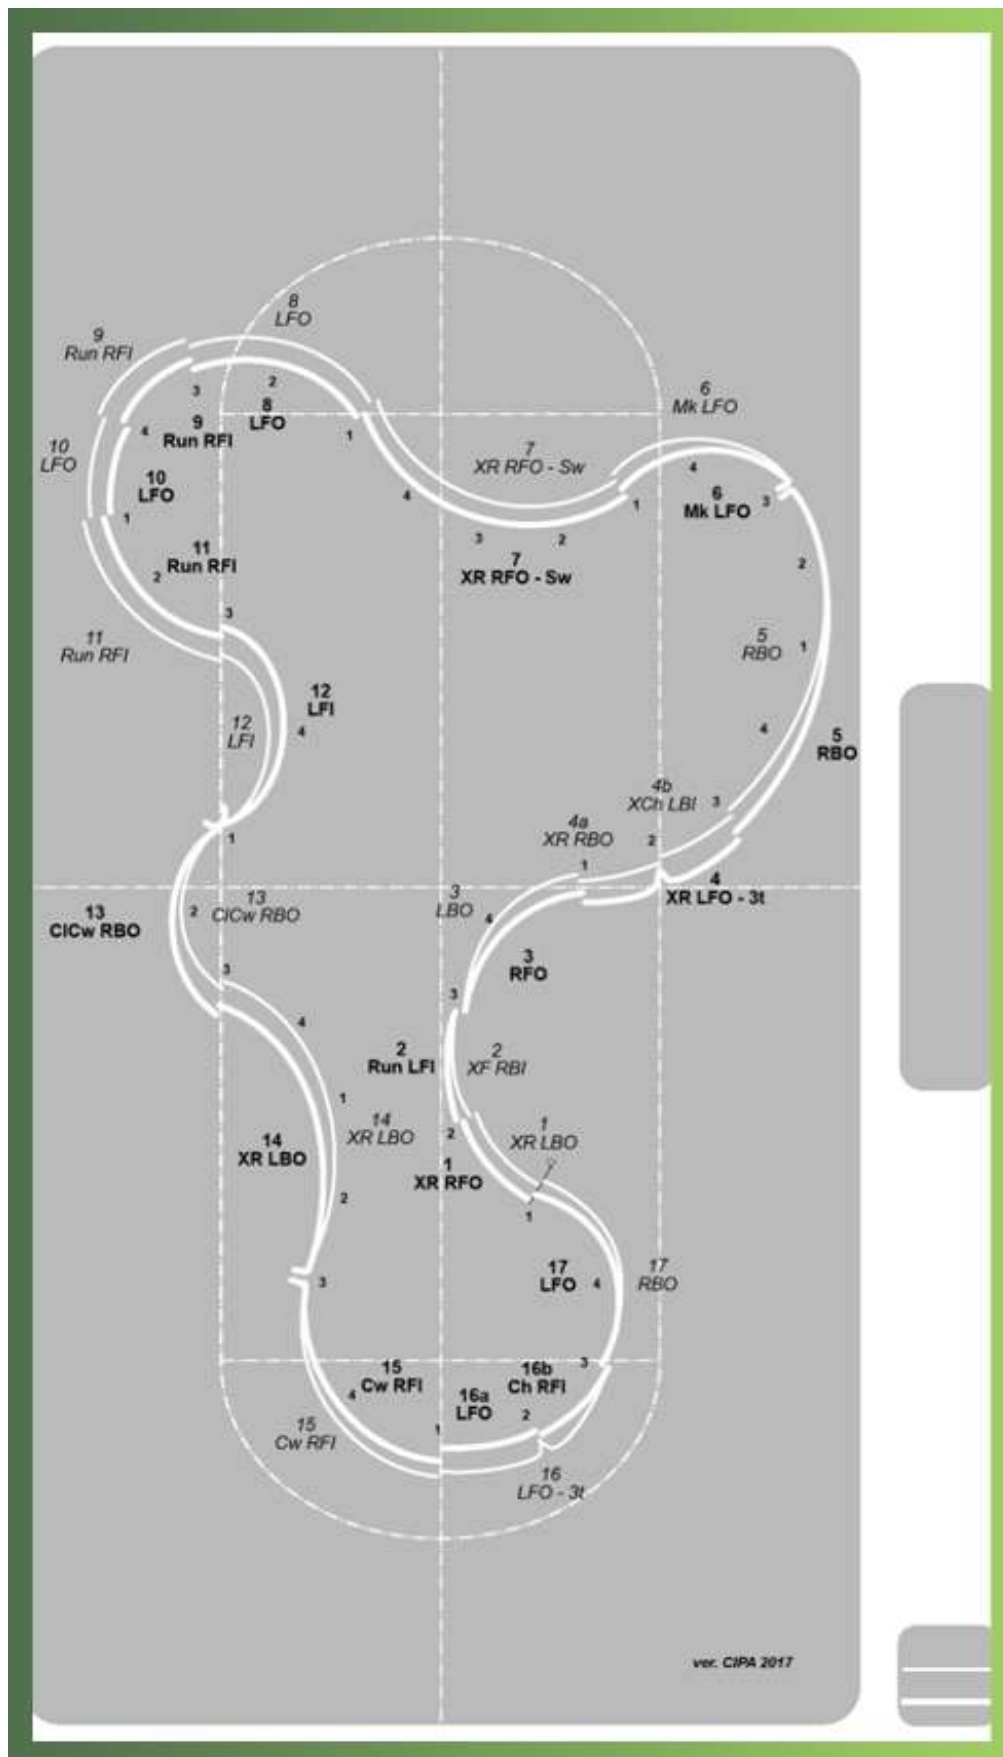 8
LFO
9
Run RFI
3
2
8
LFO
6
Mk LFO
4
9
Run RFI
1
10
LFO
7
XR RFO - Sw
4
10
LFO
4
1
6
Mk LFO
3
1
3
2
7
XR RFO - Sw
2
11
Run RFI
2
3
11
Run RFI
5
RBO
1
12
LFI
12
LFI
4
4
5
RBO
4b
XCh LBI
3
4a
XR RBO
2
1
1
4
XR LFO - 3t
13
ClCw RBO
2
13
ClCw RBO
3
LBO
4
3
RFO
3
3
4
2
Run LFI
2
XF RBI
1
14
XR LBO
14
XR LBO
2
1
XR LBO
1
XR RFO
2
1
3
17
LFO
4
17
RBO
15
Cw RFI
4
16a
LFO
16b
Ch RFI
3
2
1
15
Cw RFI
16
LFO - 3t
ver. CIPA 2017